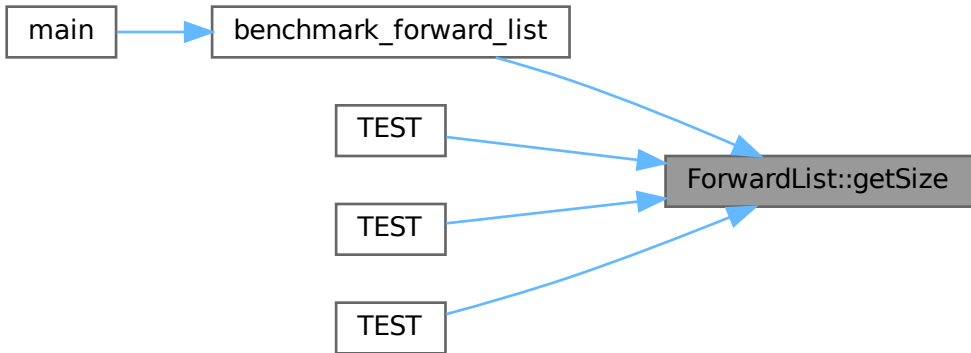 main
benchmark_forward_list
TEST
ForwardList::getSize
TEST
TEST